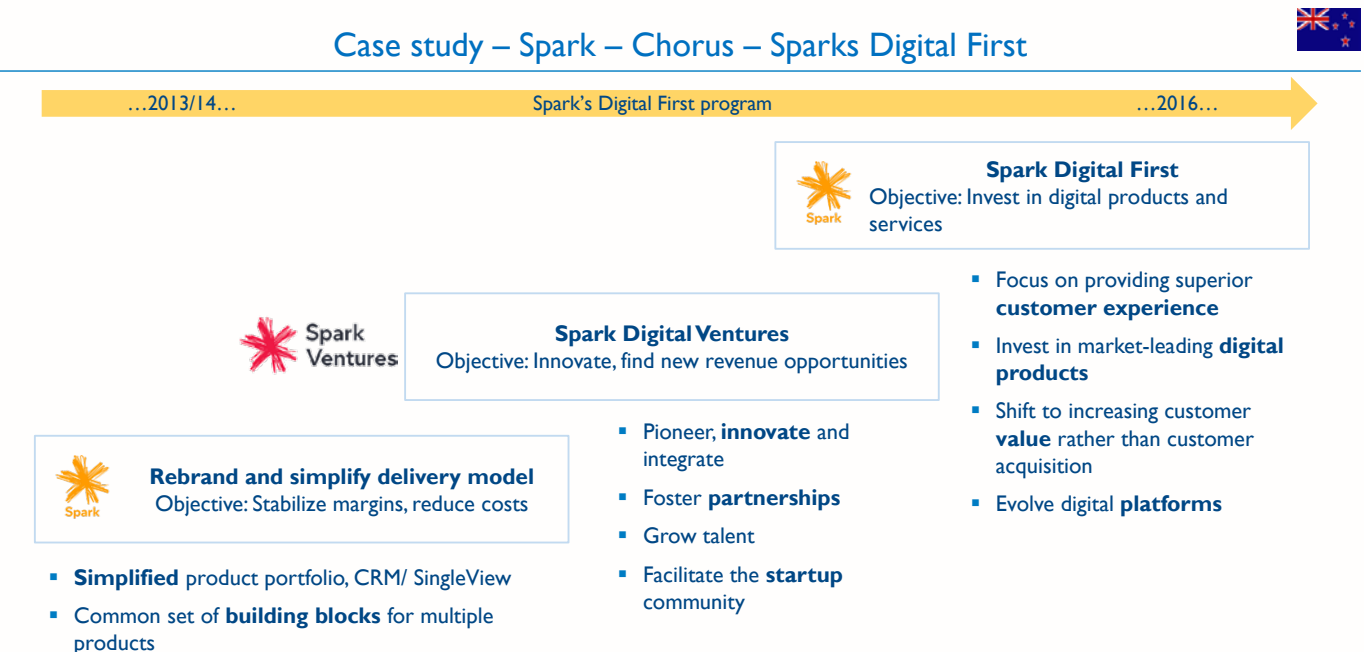 Case study – Spark – Chorus – Sparks Digital First
…2013/14…
Spark's Digital First program
…2016…
Spark
Spark Digital First
Objective: Invest in digital products and
services
▪ Focus on providing superior
customer experience
▪ Invest in market-leading digital
products
▪ Shift to increasing customer
value rather than customer
acquisition
▪ Evolve digital platforms
Spark
Ventures
Spark Digital Ventures
Objective: Innovate, find new revenue opportunities
▪ Pioneer, innovate and
integrate
▪ Foster partnerships
▪ Grow talent
▪ Facilitate the startup
community
Spark
Rebrand and simplify delivery model
Objective: Stabilize margins, reduce costs
▪ Simplified product portfolio, CRM/ SingleView
▪ Common set of building blocks for multiple
products